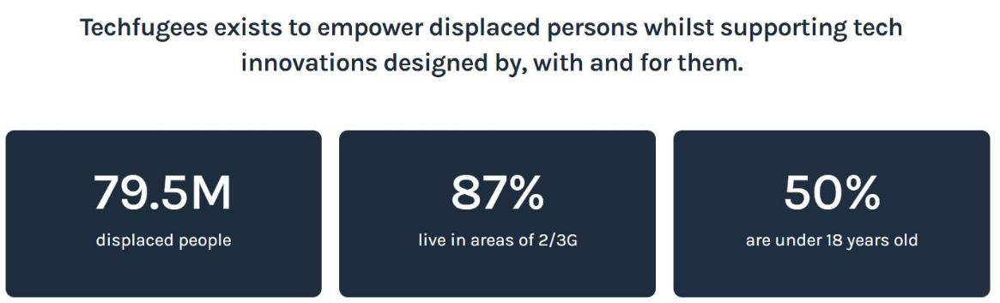 Techfugees exists to empower displaced persons whilst supporting tech
innovations designed by, with and for them.
79.5M
displaced people
87%
live in areas of 2/3G
50%
are under 18 years old